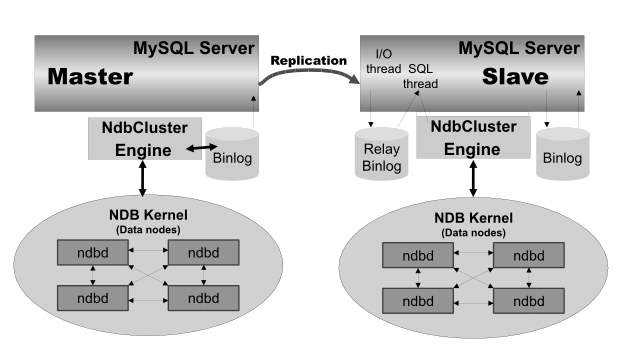 MySQL Server
Master
NdbCluster
Engine
Binlog
NDB Kernel
(Data nodes)
ndbd
ndbd
ndbd
ndbd
Replication
MySQL Server
I/O
thread
SQL
thread
Slave
Relay
Binlog
NdbCluster
Engine
Binlog
NDB Kernel
(Data nodes)
ndbd
ndbd
ndbd
ndbd